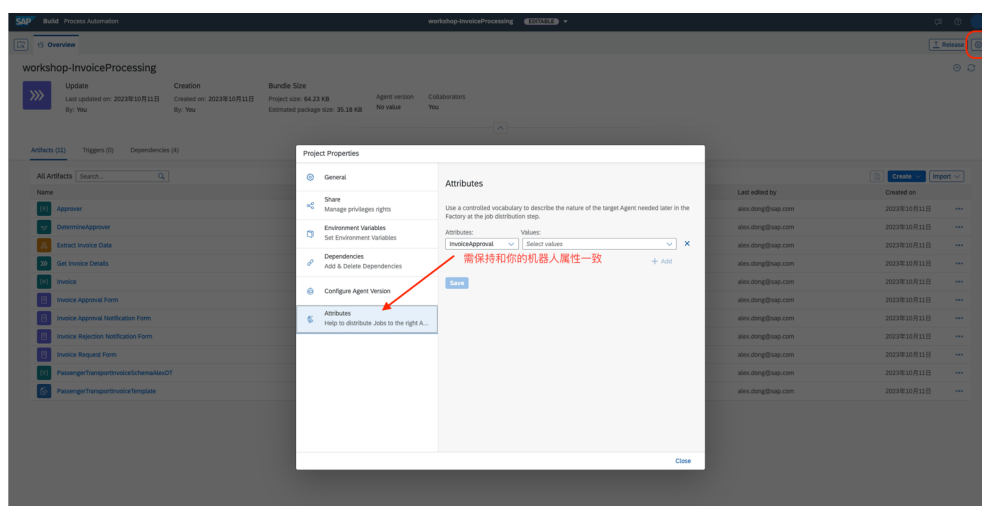 SAP Build Process Automation
workshop-InvoiceProcessing EDITABLE
Overview
Release
workshop-InvoiceProcessing
Update Creation Bundle Size
Last updated on: 2023年10月11日 Created on: 2023年10月11日 Project size: 64.23 KB Agent version Collaborators
By: You By: You Estimated package size: 35.18 KB No value You
Artifacts (11) Triggers (0) Dependencies (4)
All Artifacts Search... Create Import
Name Last edited by Created on
Approver alex.dong@sap.com 2023年10月11日
DetermineApprover alex.dong@sap.com 2023年10月11日
Extract Invoice Data alex.dong@sap.com 2023年10月11日
Get Invoice Details alex.dong@sap.com 2023年10月11日
Invoice alex.dong@sap.com 2023年10月11日
Invoice Approval Form alex.dong@sap.com 2023年10月11日
Invoice Approval Notification Form alex.dong@sap.com 2023年10月11日
Invoice Rejection Notification Form alex.dong@sap.com 2023年10月11日
Invoice Request Form alex.dong@sap.com 2023年10月11日
PassengerTransportInvoiceSchemaAlexDT alex.dong@sap.com 2023年10月11日
PassengerTransportInvoiceTemplate alex.dong@sap.com 2023年10月11日
Project Properties
General
Share
Manage privileges rights
Environment Variables
Set Environment Variables
Dependencies
Add & Delete Dependencies
Configure Agent Version
Attributes
Help to distribute Jobs to the right A...
Attributes
Use a controlled vocabulary to describe the nature of the target Agent needed later in the
Factory at the job distribution step.
Attributes: Values:
InvoiceApproval Select values
需保持和你的机器人属性一致
+ Add
Save
Close